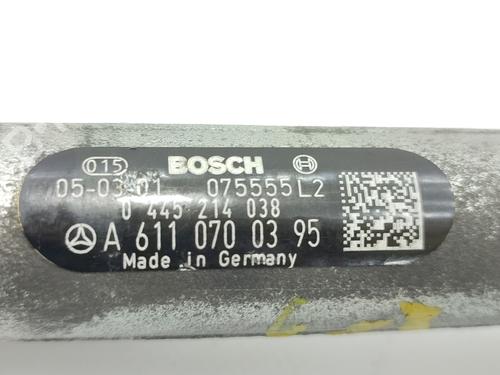 015 BOSCH
05-03-01 075555L2
0 445 214 038
A 611 070 03 95
Made in Germany